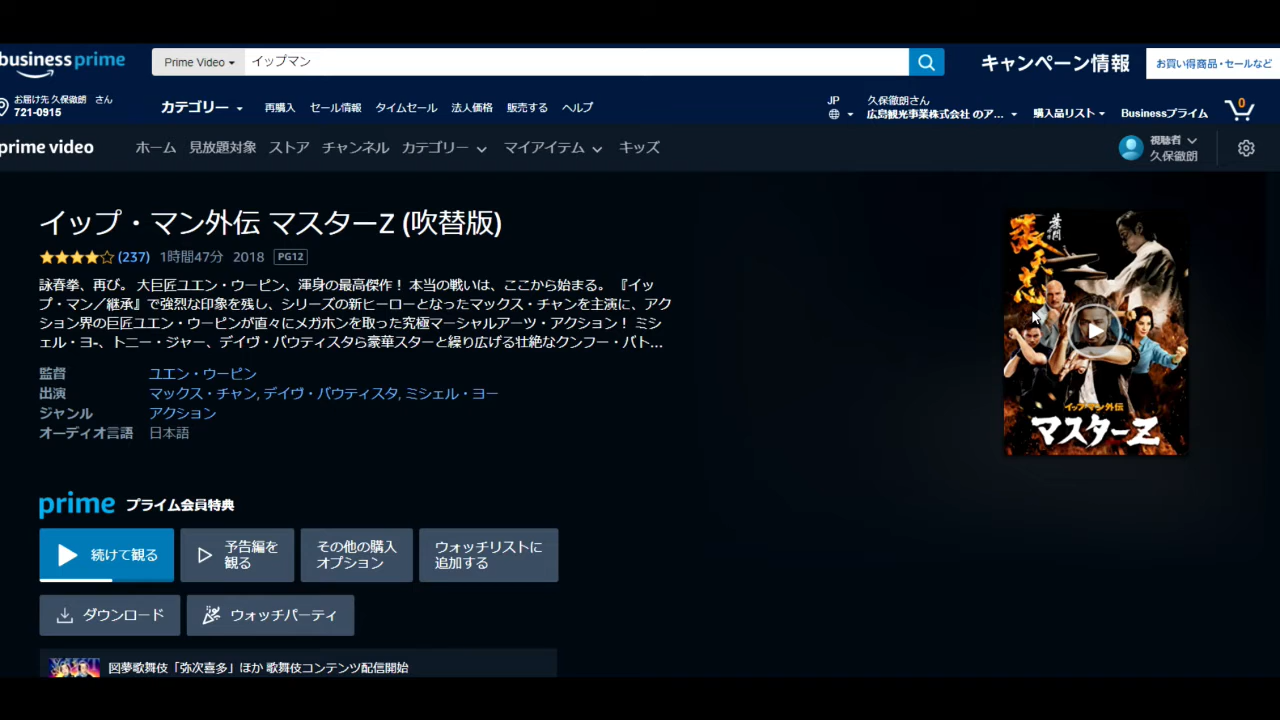 business prime
Prime Video
イップマン
キャンペーン情報
お買い得商品・セールなど
お届け先 久保徹朗 さん
721-0915
カテゴリー
再購入
セール情報
タイムセール
法人価格
販売する
ヘルプ
JP
久保徹朗さん
広島観光事業株式会社 のア...
購入品リスト
Businessプライム
0
prime video
ホーム
見放題対象
ストア
チャンネル
カテゴリー
マイアイテム
キッズ
視聴者
久保徹朗
イップ・マン外伝 マスターZ (吹替版)
(237) 1時間47分 2018 PG12
詠春拳、再び。 大巨匠ユエン・ウーピン、渾身の最高傑作！ 本当の戦いは、ここから始まる。 『イッ
プ・マン／継承』で強烈な印象を残し、シリーズの新ヒーローとなったマックス・チャンを主演に、アク
ション界の巨匠ユエン・ウーピンが直々にメガホンを取った究極マーシャルアーツ・アクション！ ミシ
ェル・ヨ-、トニー・ジャー、デイヴ・バウティスタら豪華スターと繰り広げる壮絶なクンフー・バト...
監督 ユエン・ウーピン
出演 マックス・チャン, デイヴ・バウティスタ, ミシェル・ヨー
ジャンル アクション
オーディオ言語 日本語
張天志
葉問
イップ・マン外伝
マスターZ
prime プライム会員特典
続けて観る
予告編を
観る
その他の購入
オプション
ウォッチリストに
追加する
ダウンロード
ウォッチパーティ
図夢歌舞伎「弥次喜多」ほか 歌舞伎コンテンツ配信開始